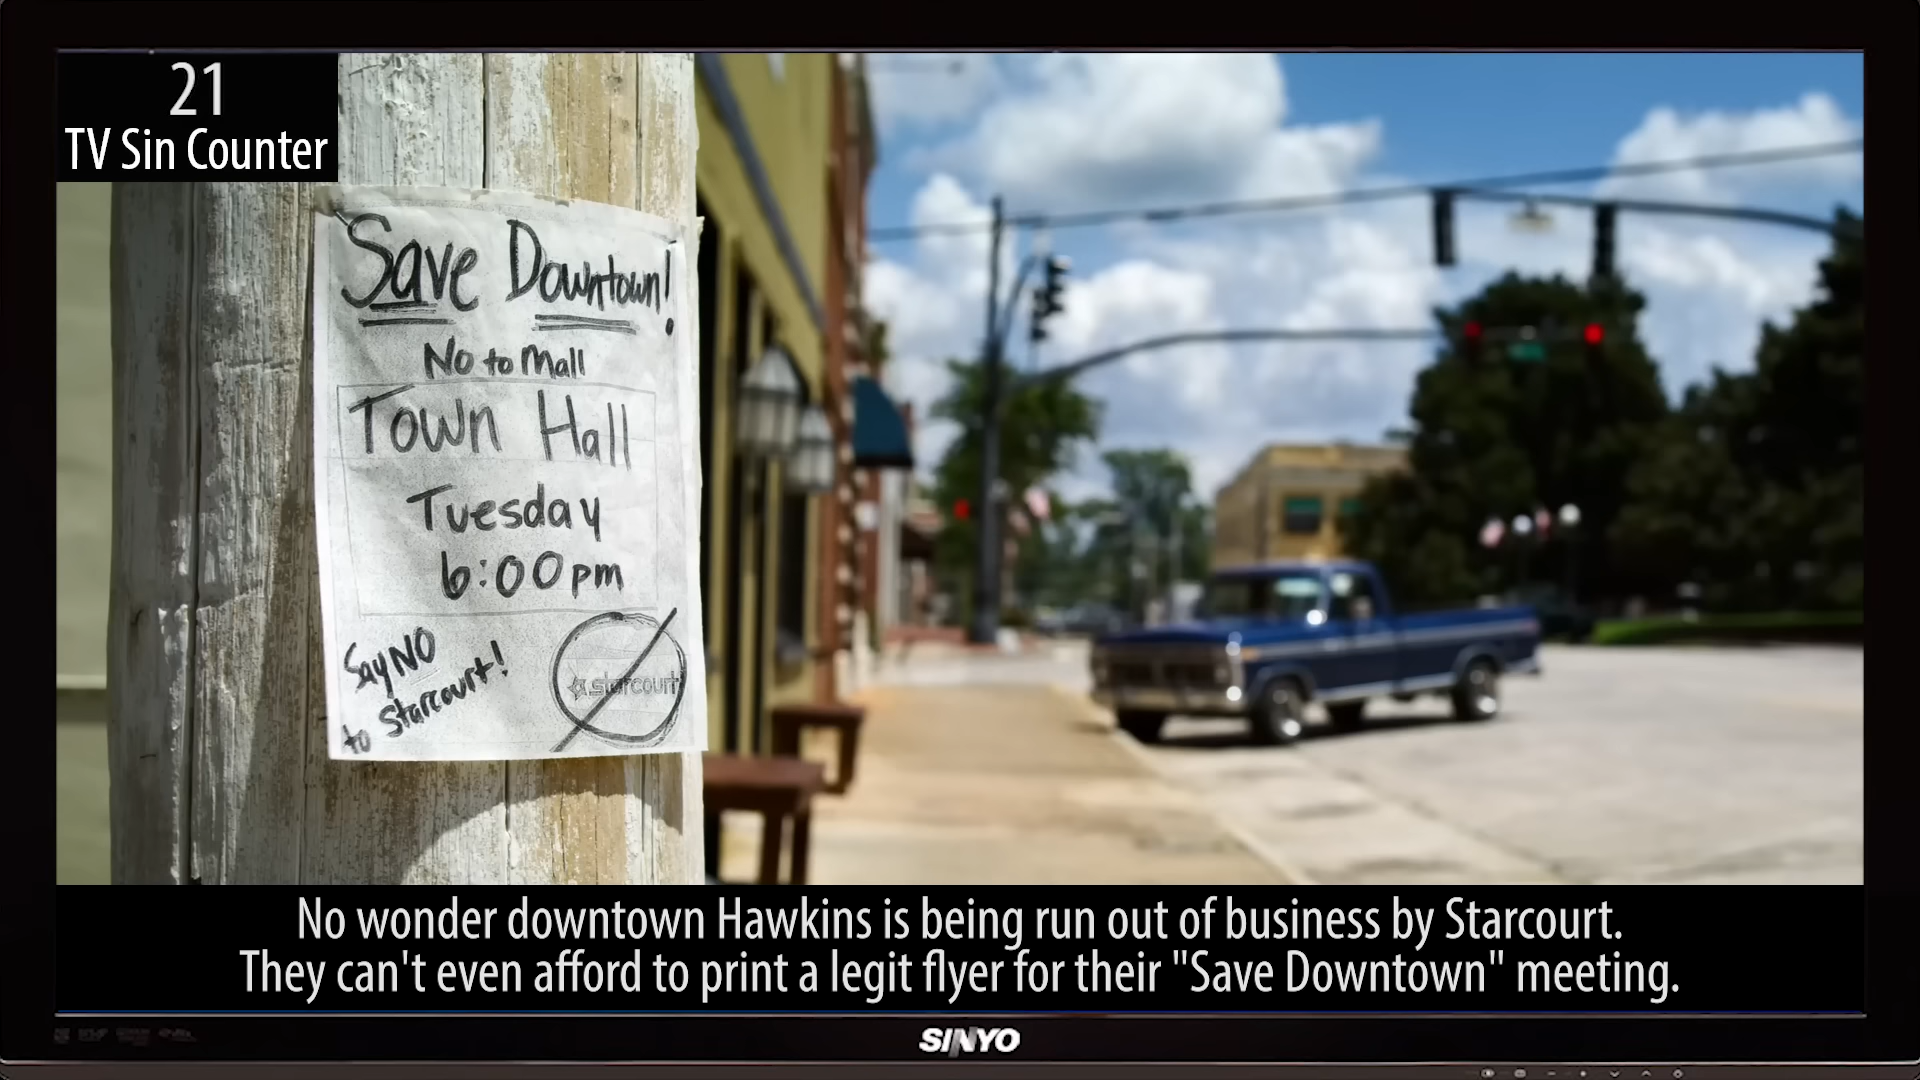 21
TV Sin Counter
Save Downtown!
No to Mall
Town Hall
Tuesday
6:00pm
Say NO
to Starcourt!
starcourt
No wonder downtown Hawkins is being run out of business by Starcourt.
They can't even afford to print a legit flyer for their "Save Downtown" meeting.
SINYO